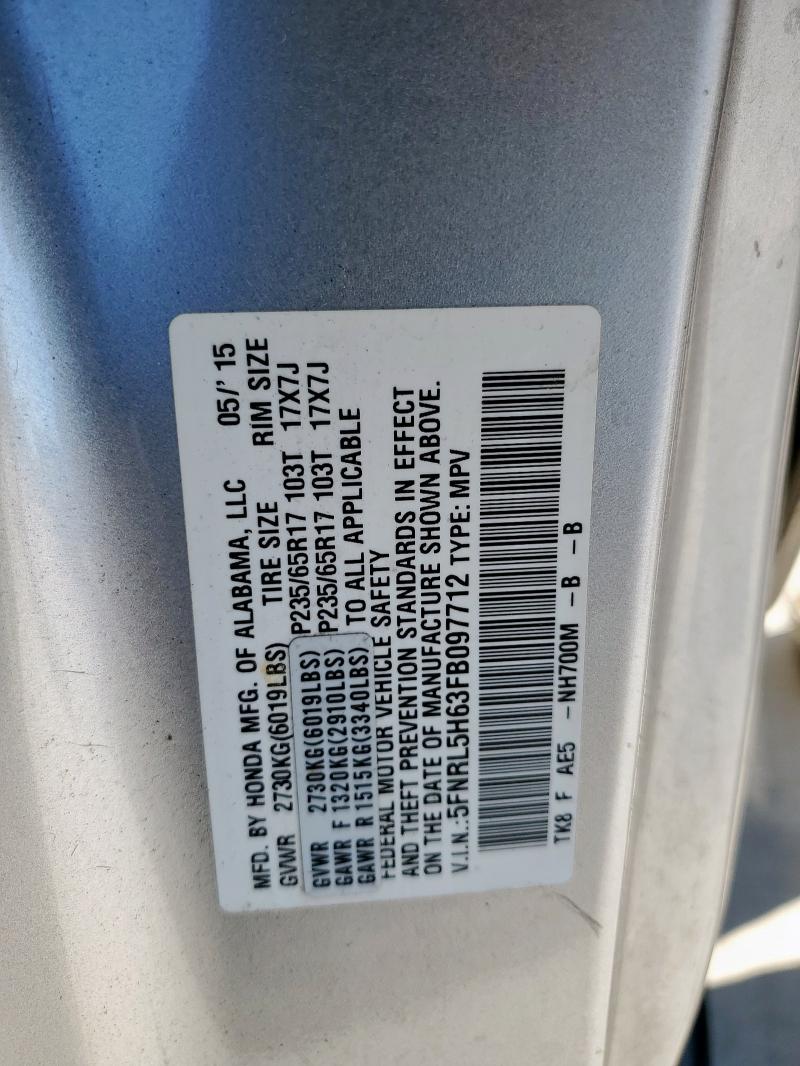 MFD. BY HONDA MFG. OF ALABAMA, LLC 05/' 15
GVWR 2730KG(6019LBS) TIRE SIZE RIM SIZE
GVWR 2730KG(6019LBS) P235/65R17 103T 17X7J
GAWR F 1320KG(2910LBS) P235/65R17 103T 17X7J
GAWR R 1515KG(3340LBS) TO ALL APPLICABLE
FEDERAL MOTOR VEHICLE SAFETY
AND THEFT PREVENTION STANDARDS IN EFFECT
ON THE DATE OF MANUFACTURE SHOWN ABOVE.
V.I.N.:5FNRL5H63FB097712 TYPE: MPV
TK8 F AE5 -NH700M -B -B